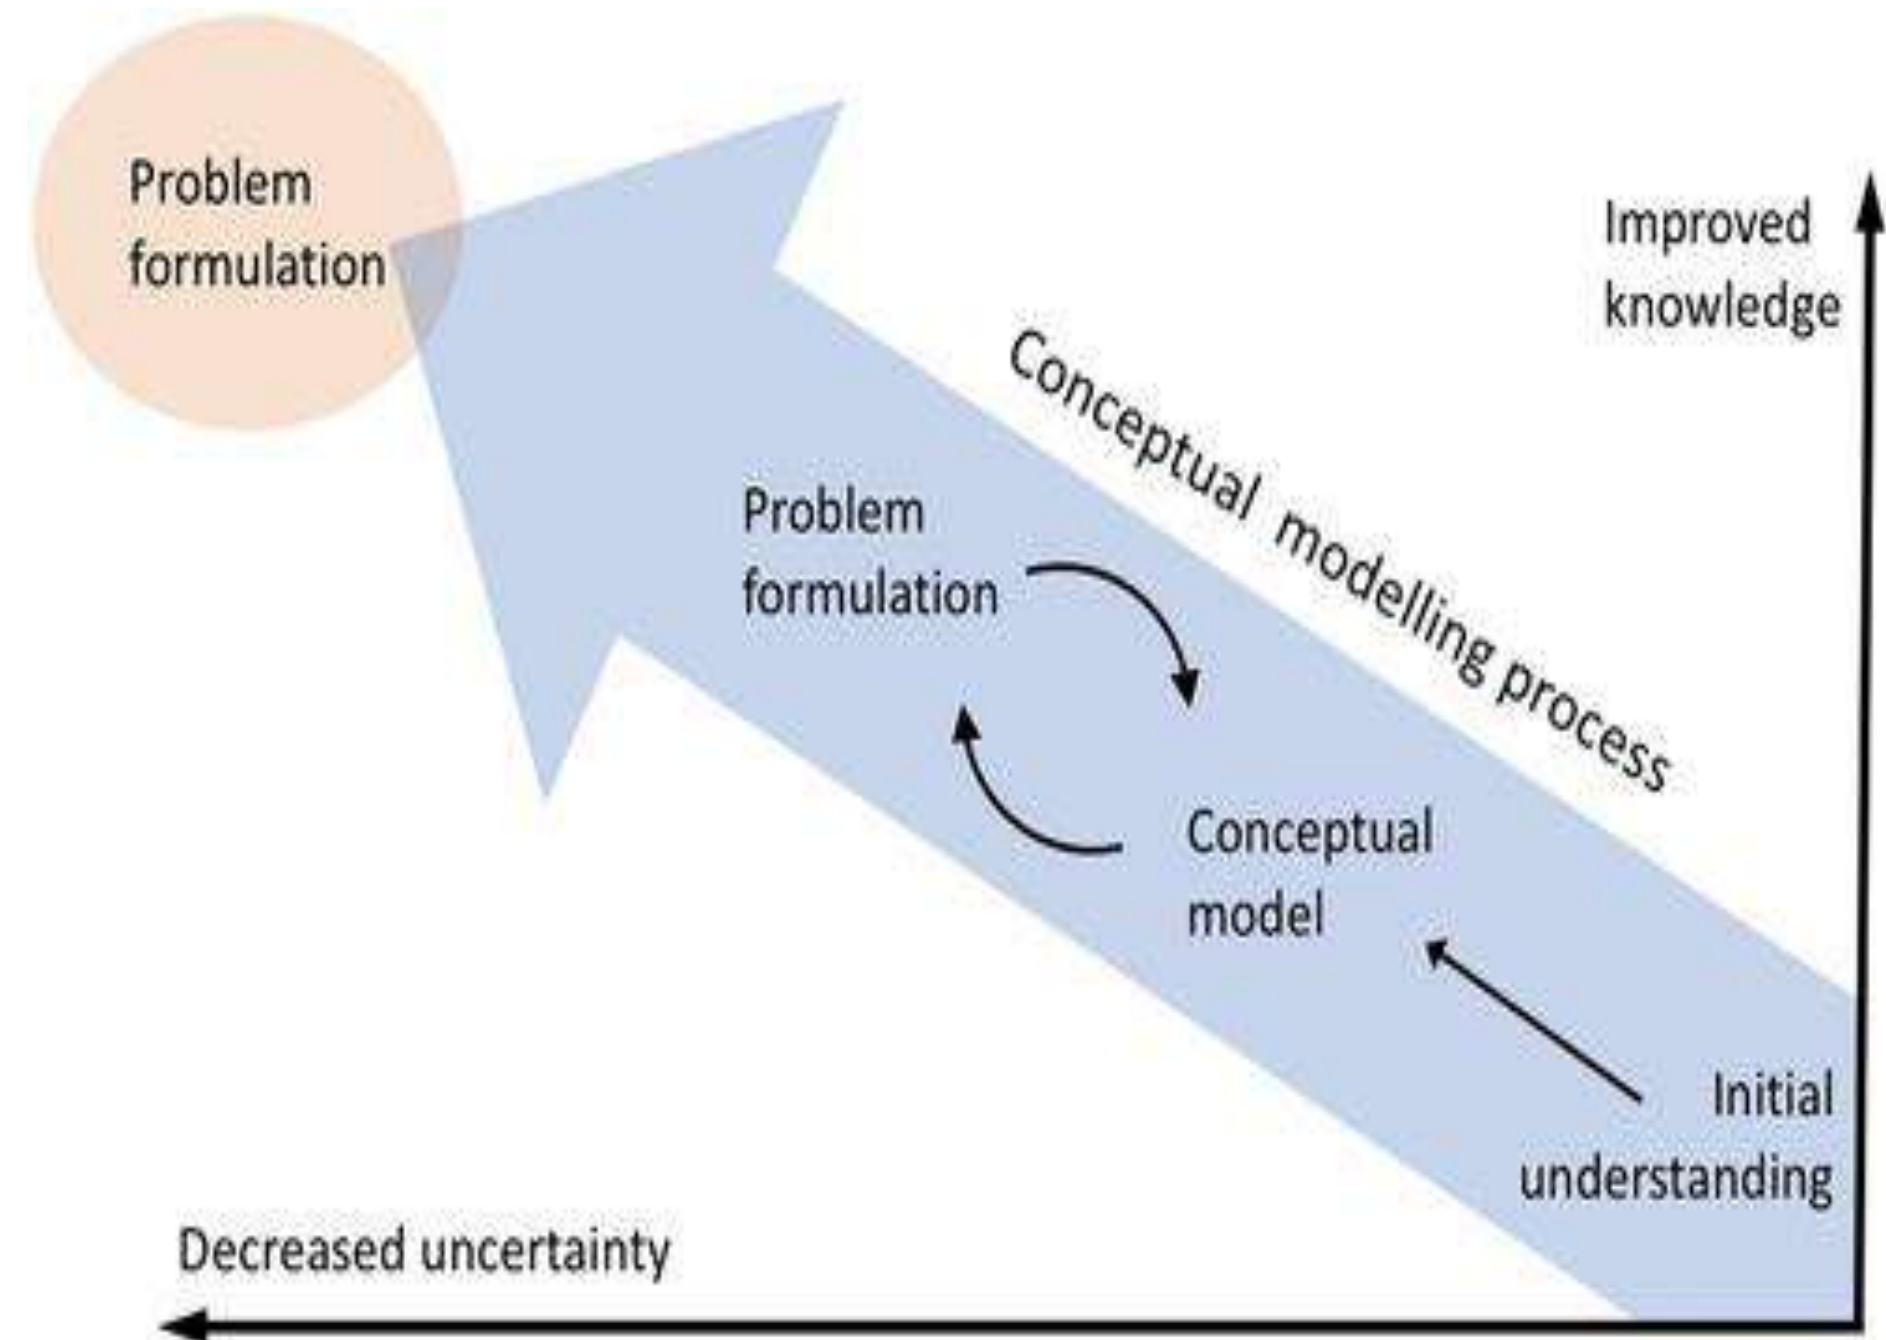 Problem
formulation
Improved
knowledge
Conceptual modelling process
Problem
formulation
Conceptual
model
Initial
understanding
Decreased uncertainty